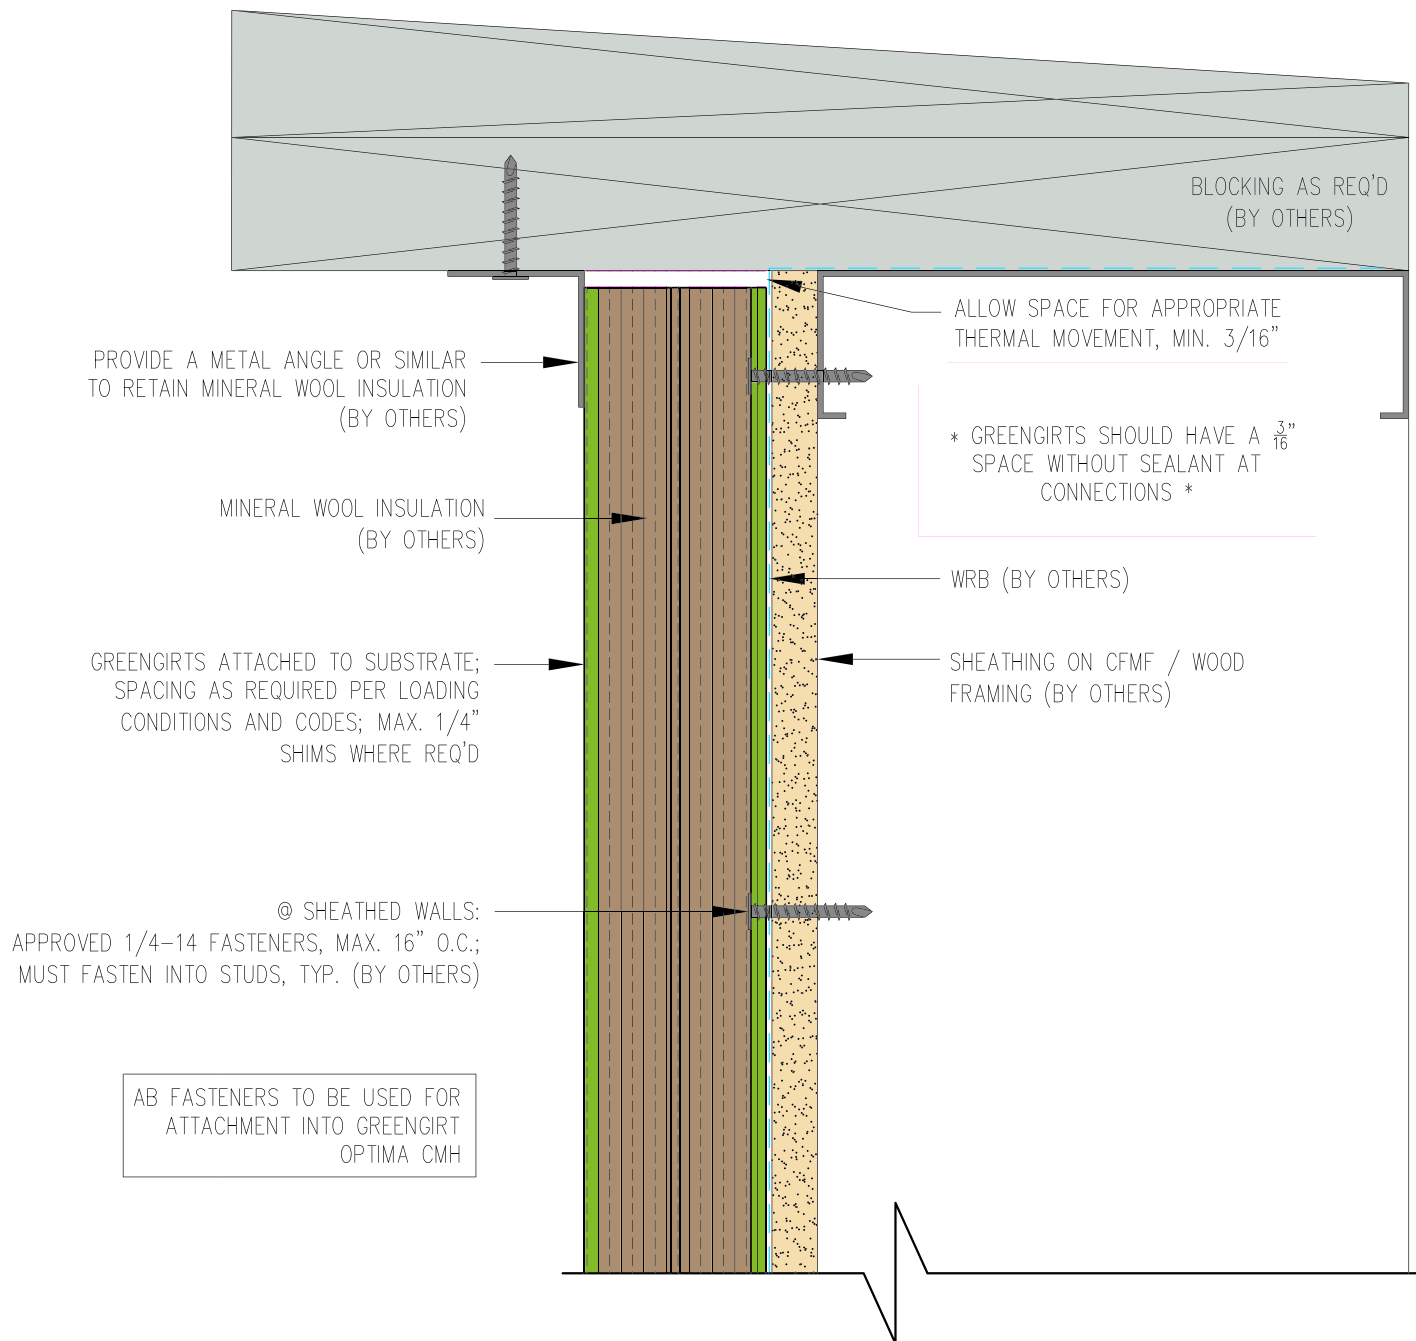 BLOCKING AS REQ'D
(BY OTHERS)
ALLOW SPACE FOR APPROPRIATE
THERMAL MOVEMENT, MIN. 3/16"
PROVIDE A METAL ANGLE OR SIMILAR
TO RETAIN MINERAL WOOL INSULATION
(BY OTHERS)
* GREENGIRTS SHOULD HAVE A 3/16"
SPACE WITHOUT SEALANT AT
CONNECTIONS *
MINERAL WOOL INSULATION
(BY OTHERS)
WRB (BY OTHERS)
GREENGIRTS ATTACHED TO SUBSTRATE;
SPACING AS REQUIRED PER LOADING
CONDITIONS AND CODES; MAX. 1/4"
SHIMS WHERE REQ'D
SHEATHING ON CFMF / WOOD
FRAMING (BY OTHERS)
@ SHEATHED WALLS:
APPROVED 1/4-14 FASTENERS, MAX. 16" O.C.;
MUST FASTEN INTO STUDS, TYP. (BY OTHERS)
AB FASTENERS TO BE USED FOR
ATTACHMENT INTO GREENGIRT
OPTIMA CMH